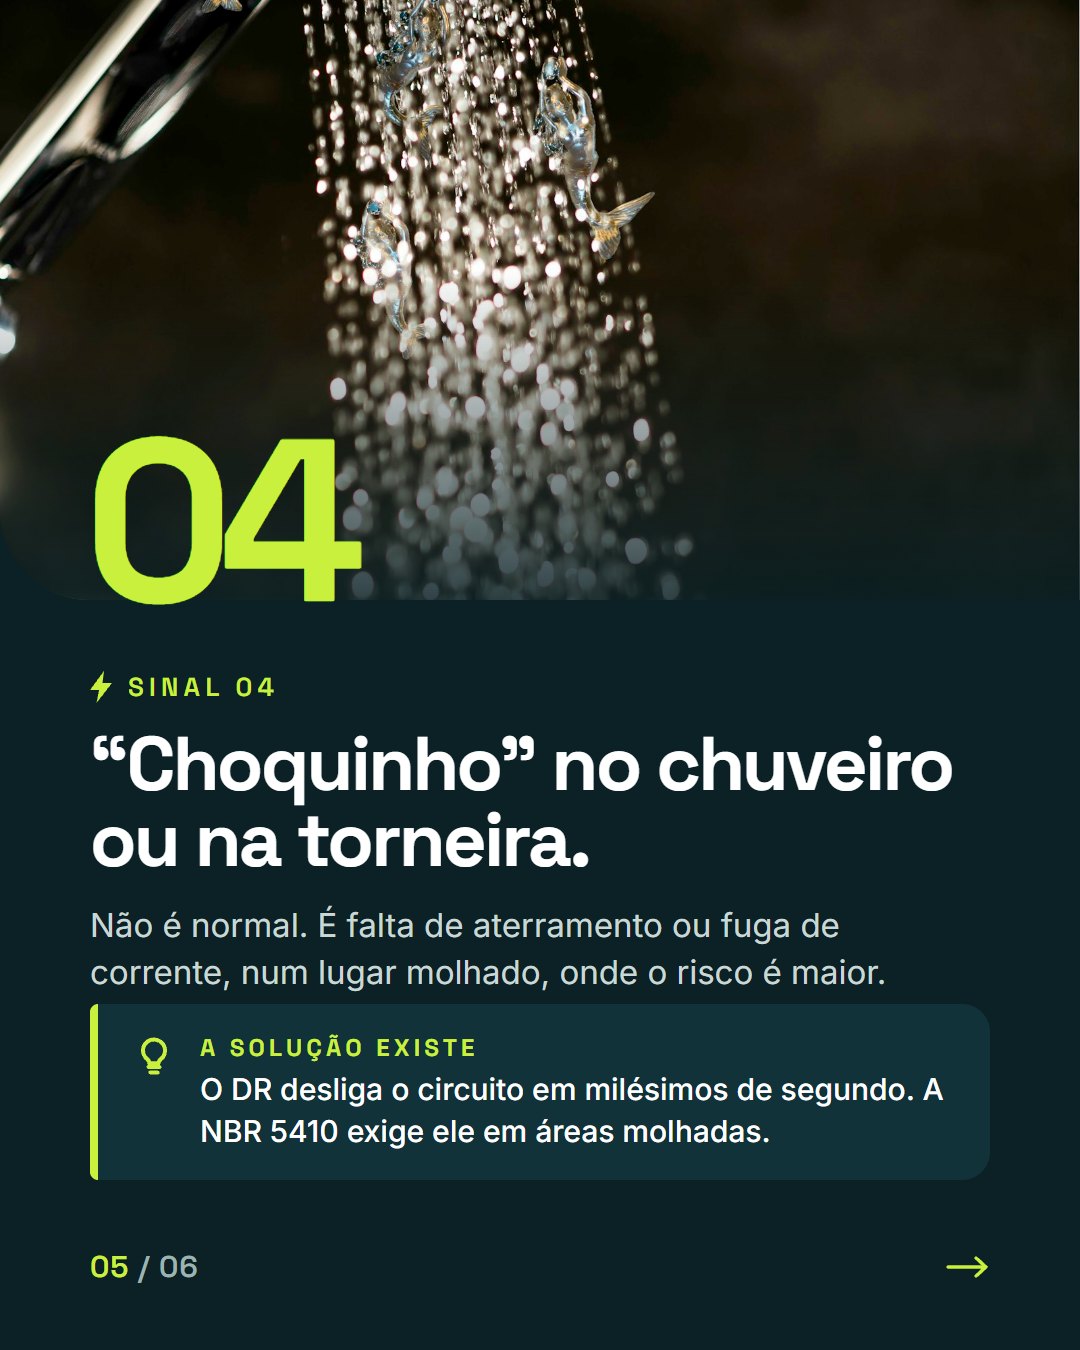 04
SINAL 04
“Choquinho” no chuveiro
ou na torneira.
Não é normal. É falta de aterramento ou fuga de
corrente, num lugar molhado, onde o risco é maior.
A SOLUÇÃO EXISTE
O DR desliga o circuito em milésimos de segundo. A
NBR 5410 exige ele em áreas molhadas.
05 / 06